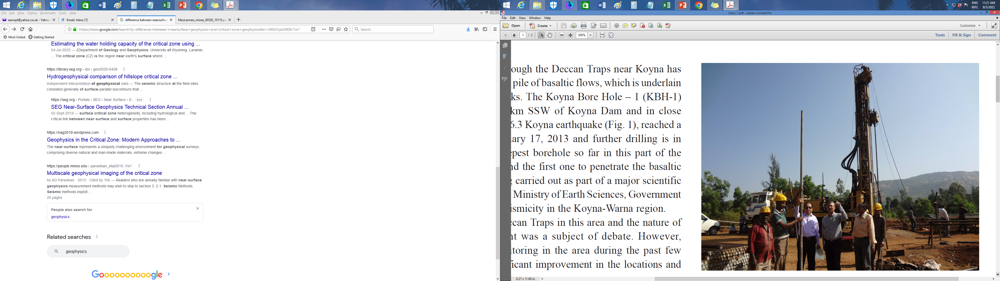 File Edit View History Bookmarks Tools Help
aerospl@yahoo.co.uk - Yahoo
Email: Inbox (7)
difference between nearsurface
MacLennan_mines_0052E_10119.pd
https://www.google.com/search?q=difference+between+nearsurface+geophysics+and+critical+zone+geophysics&ei=UKXsYvjsGMSEr7wP2
Search
Most Visited Getting Started
Estimating the water holding capacity of the critical zone using ...
04-Jul-2022 — 2Department of Geology and Geophysics, University of Wyoming, Laramie,
... The critical zone (CZ) is the region near earth's surface where ...
https://library.seg.org › doi › geo2020-0438
Hydrogeophysical comparison of hillslope critical zone ...
Independent interpretation of geophysical data — The seismic structure at the field sites
consisted generally of surface-parallel isocontours that ...
https://seg.org › Portals › SEG › Near Surface › S... PDF
SEG Near-Surface Geophysics Technical Section Annual ...
02-Sept-2018 — surface critical zone heterogeneity, including hydrological and ... The
critical link between near-surface and surface properties has been ...
https://nag2019.wordpress.com
Geophysics in the Critical Zone: Modern Approaches to ...
The near-surface represents a uniquely challenging environment for geophysical surveys,
comprising diverse natural and man-made materials, extreme changes ...
https://people.mines.edu › parsekian_etal2015 PDF
Multiscale geophysical imaging of the critical zone
by AD Parsekian · 2015 · Cited by 166 — Readers who are already familiar with near-surface
geophysics measurement methods may wish to skip to section 3. 2.1. Seismic Methods.
Seismic methods exploit ...
26 pages
People also search for
geophysics
Related searches
geophysics
Goooooooooogle
ENG
INTL
11:21 AM
8/5/2022
news_1.pdf - Adobe Acrobat Pro
File Edit View Window Help
Open Create Customize
1 / 2 300% Tools Fill & Sign Comment
ough the Deccan Traps near Koyna has
pile of basaltic flows, which is underlain
ks. The Koyna Bore Hole – 1 (KBH-1)
km SSW of Koyna Dam and in close
6.3 Koyna earthquake (Fig. 1), reached a
uary 17, 2013 and further drilling is in
epest borehole so far in this part of the
nd the first one to penetrate the basaltic
g carried out as part of a major scientific
Ministry of Earth Sciences, Government
ismicity in the Koyna-Warna region.
ccan Traps in this area and the nature of
nt was a subject of debate. However,
itoring in the area during the past few
ficant improvement in the locations and
8.27 x 11.69 in